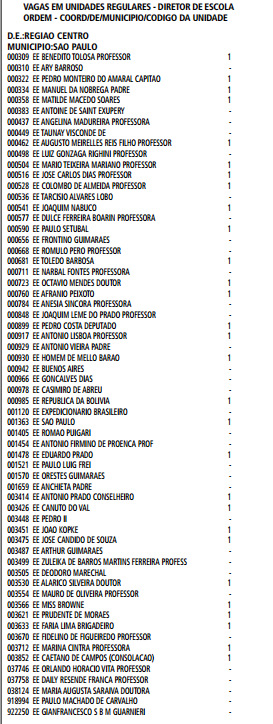 VAGAS EM UNIDADES REGULARES - DIRETOR DE ESCOLA
ORDEM - COORD/DE/MUNICIPIO/CODIGO DA UNIDADE
D.E.:REGIAO CENTRO
MUNICIPIO:SAO PAULO
000309 EE BENEDITO TOLOSA PROFESSOR 1
000310 EE ARY BARROSO -
000322 EE PEDRO MONTEIRO DO AMARAL CAPITAO 1
000334 EE MANUEL DA NOBREGA PADRE 1
000358 EE MATILDE MACEDO SOARES 1
000383 EE ANTOINE DE SAINT EXUPERY -
000437 EE ANGELINA MADUREIRA PROFESSORA -
000449 EE TAUNAY VISCONDE DE -
000462 EE AUGUSTO MEIRELLES REIS FILHO PROFESSOR 1
000498 EE LUIZ GONZAGA RIGHINI PROFESSOR -
000504 EE MARIO TEIXEIRA MARIANO PROFESSOR 1
000516 EE JOSE CARLOS DIAS PROFESSOR 1
000528 EE COLOMBO DE ALMEIDA PROFESSOR 1
000536 EE TARCISIO ALVARES LOBO -
000541 EE JOAQUIM NABUCO 1
000577 EE DULCE FERREIRA BOARIN PROFESSORA -
000590 EE PAULO SETUBAL 1
000656 EE FRONTINO GUIMARAES -
000668 EE ROMULO PERO PROFESSOR -
000681 EE TOLEDO BARBOSA 1
000711 EE NARBAL FONTES PROFESSORA -
000723 EE OCTAVIO MENDES DOUTOR 1
000760 EE AFRANIO PEIXOTO 1
000784 EE ANESIA SINCORA PROFESSORA -
000848 EE JOAQUIM LEME DO PRADO PROFESSOR -
000899 EE PEDRO COSTA DEPUTADO 1
000917 EE ANTONIO LISBOA PROFESSOR 1
000929 EE ANTONIO VIEIRA PADRE -
000930 EE HOMEM DE MELLO BARAO 1
000942 EE BUENOS AIRES -
000966 EE GONCALVES DIAS -
000978 EE CASIMIRO DE ABREU -
000985 EE REPUBLICA DA BOLIVIA 1
001120 EE EXPEDICIONARIO BRASILEIRO -
001363 EE SAO PAULO 1
001405 EE ROMAO PUIGARI -
001454 EE ANTONIO FIRMINO DE PROENCA PROF -
001478 EE EDUARDO PRADO 1
001521 EE PAULO LUIG FREI -
001570 EE ORESTES GUIMARAES -
001659 EE ANCHIETA PADRE -
003414 EE ANTONIO PRADO CONSELHEIRO 1
003426 EE CANUTO DO VAL 1
003448 EE PEDRO II -
003451 EE JOAO KOPKE 1
003475 EE JOSE CANDIDO DE SOUZA 1
003487 EE ARTHUR GUIMARAES -
003499 EE ZULEIKA DE BARROS MARTINS FERREIRA PROFESS -
003505 EE DEODORO MARECHAL -
003530 EE ALARICO SILVEIRA DOUTOR 1
003554 EE MAURO DE OLIVEIRA PROFESSOR -
003566 EE MISS BROWNE 1
003621 EE PRUDENTE DE MORAES 1
003633 EE FARIA LIMA BRIGADEIRO 1
003670 EE FIDELINO DE FIGUEIREDO PROFESSOR -
003712 EE MARINA CINTRA PROFESSORA 1
003852 EE CAETANO DE CAMPOS (CONSOLACAO) 1
037746 EE ORLANDO HORACIO VITA PROFESSOR -
037758 EE DAILY RESENDE FRANCA PROFESSOR -
038124 EE MARIA AUGUSTA SARAIVA DOUTORA -
918994 EE PAULO MACHADO DE CARVALHO -
922250 EE GIANFRANCESCO S B M GUARNIERI -